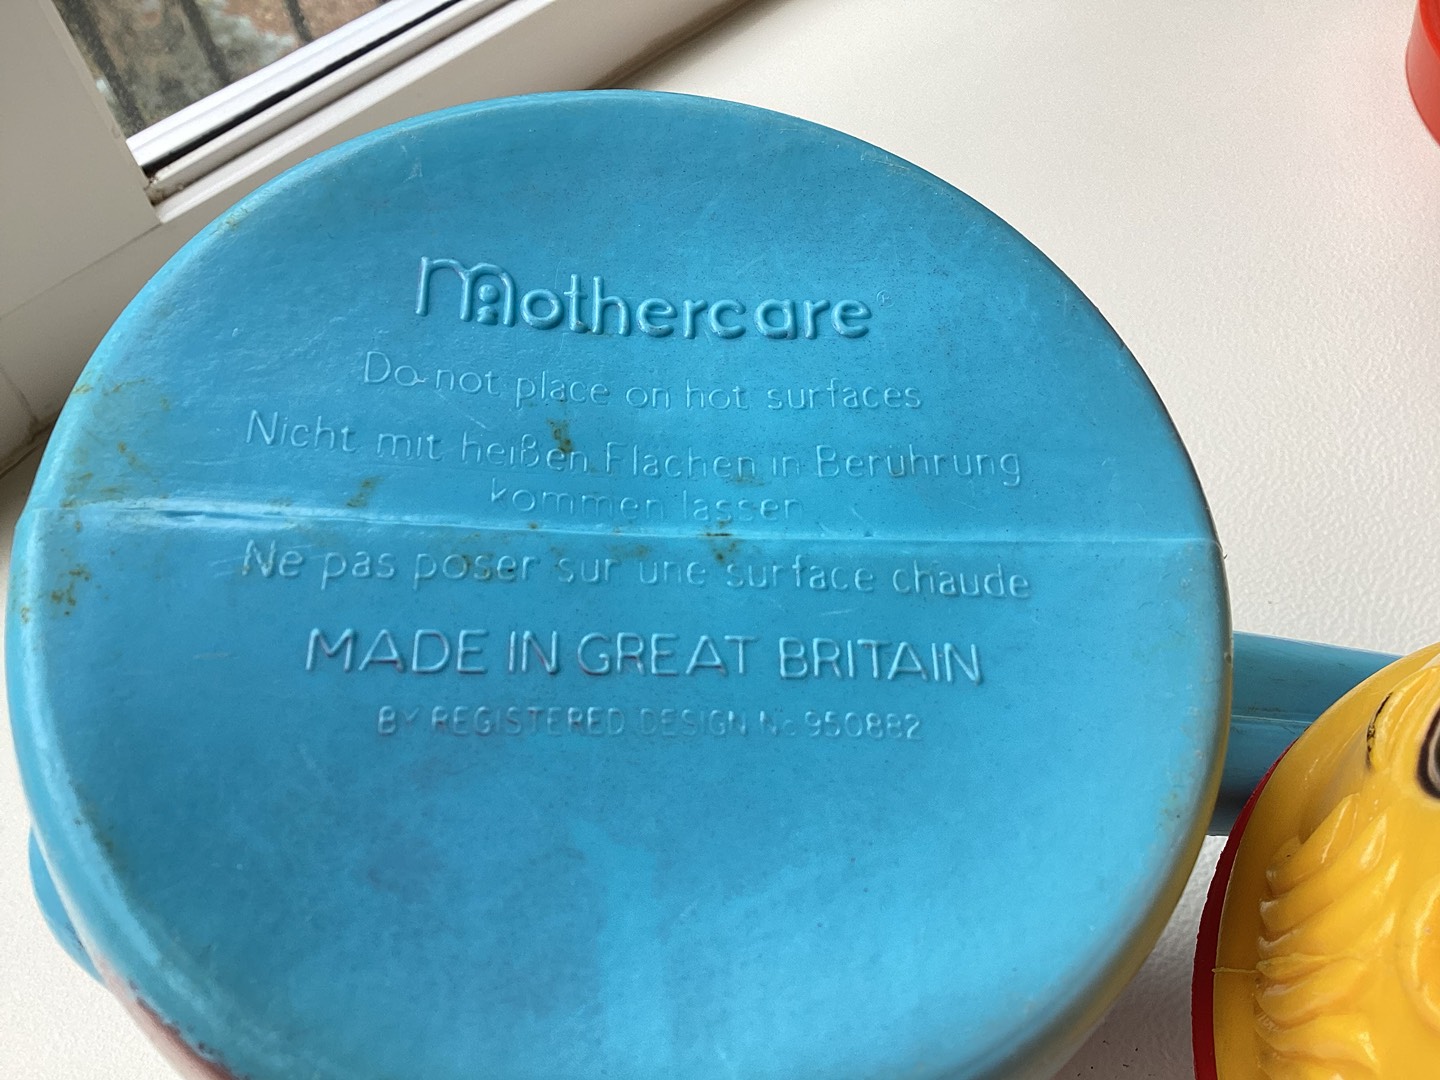 mothercare®
Do not place on hot surfaces
Nicht mit heißen Flächen in Berührung
kommen lassen
Ne pas poser sur une surface chaude
MADE IN GREAT BRITAIN
BY REGISTERED DESIGN No 950882